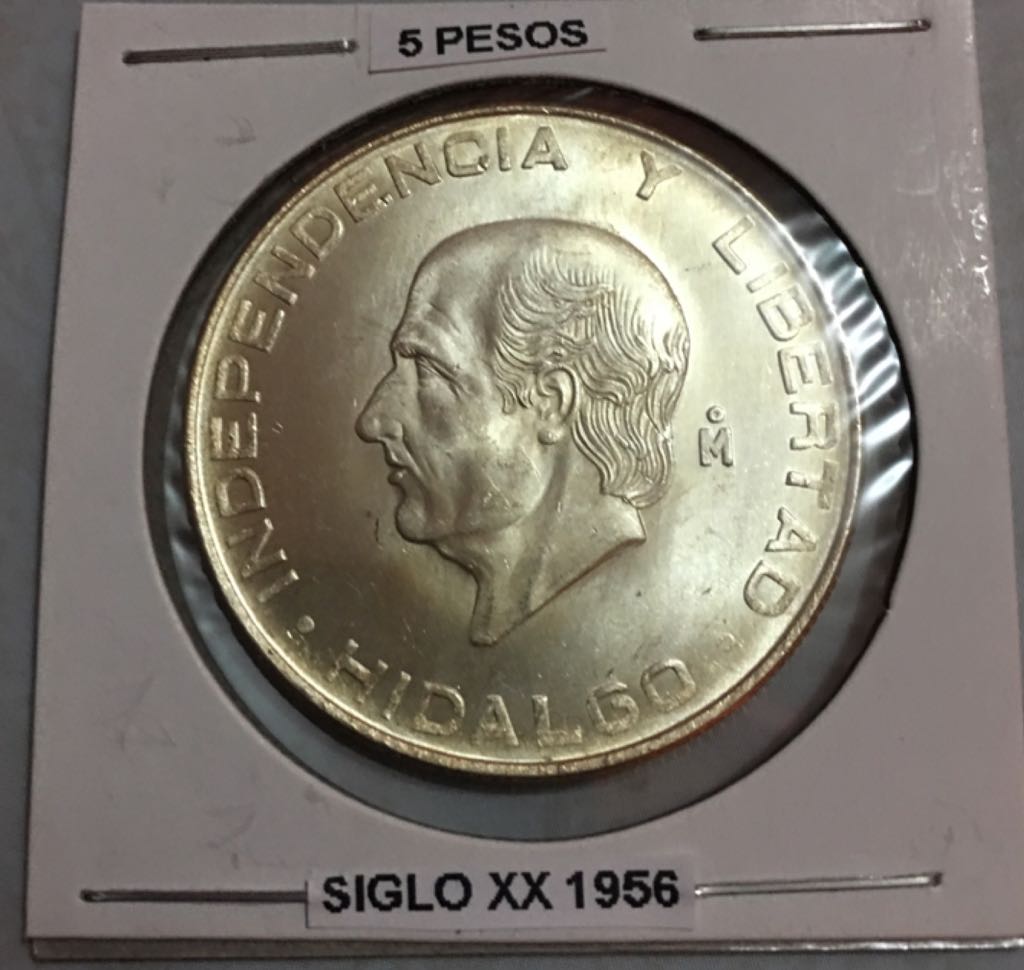 5 PESOS
INDEPENDENCIA Y LIBERTAD
M̊
· HIDALGO ·
SIGLO XX 1956